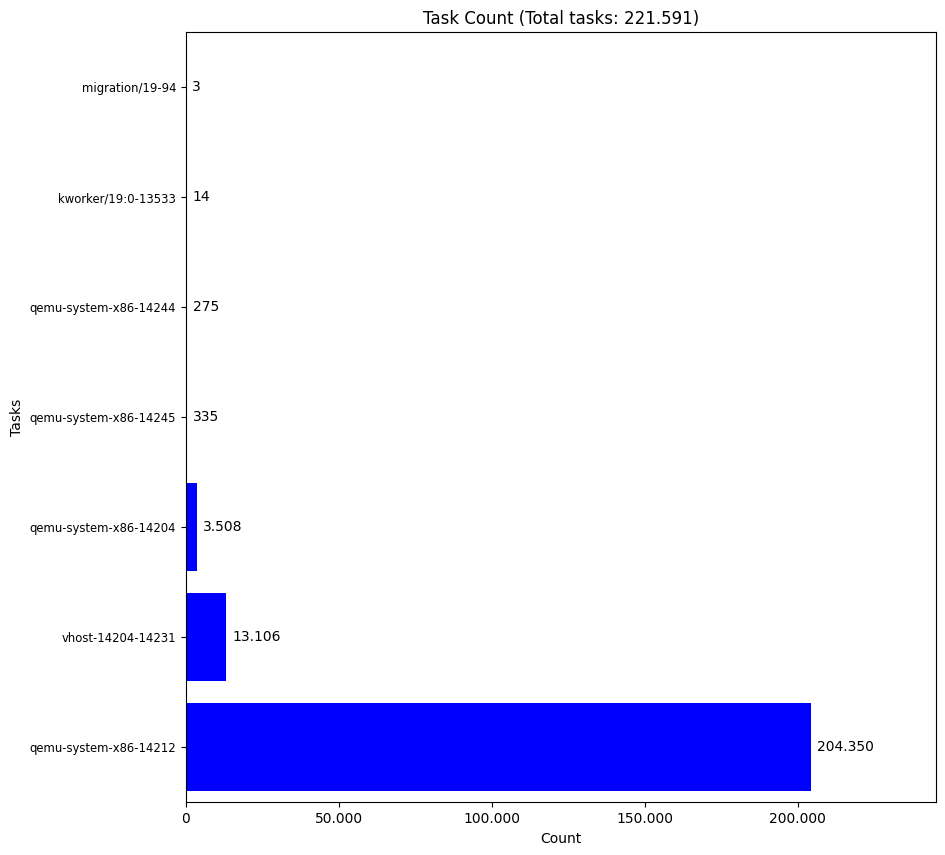 Task Count (Total tasks: 221.591)
migration/19-94
3
kworker/19:0-13533
14
qemu-system-x86-14244
275
qemu-system-x86-14245
335
qemu-system-x86-14204
3.508
vhost-14204-14231
13.106
qemu-system-x86-14212
204.350
Tasks
0
50.000
100.000
150.000
200.000
Count